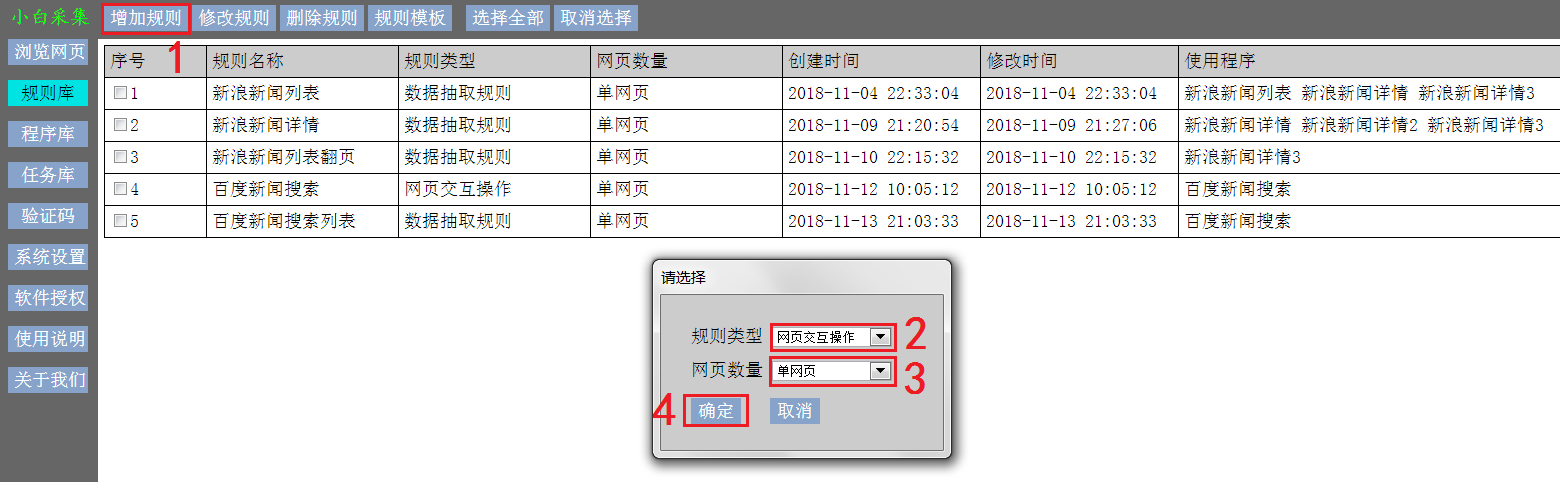 小白采集 增加规则 修改规则 删除规则 规则模板 选择全部 取消选择
1
浏览网页
规则库
程序库
任务库
验证码
系统设置
软件授权
使用说明
关于我们
序号 规则名称 规则类型 网页数量 创建时间 修改时间 使用程序
1 新浪新闻列表 数据抽取规则 单网页 2018-11-04 22:33:04 2018-11-04 22:33:04 新浪新闻列表 新浪新闻详情 新浪新闻详情3
2 新浪新闻详情 数据抽取规则 单网页 2018-11-09 21:20:54 2018-11-09 21:27:06 新浪新闻详情 新浪新闻详情2 新浪新闻详情3
3 新浪新闻列表翻页 数据抽取规则 单网页 2018-11-10 22:15:32 2018-11-10 22:15:32 新浪新闻详情3
4 百度新闻搜索 网页交互操作 单网页 2018-11-12 10:05:12 2018-11-12 10:05:12 百度新闻搜索
5 百度新闻搜索列表 数据抽取规则 单网页 2018-11-13 21:03:33 2018-11-13 21:03:33 百度新闻搜索
请选择
规则类型 网页交互操作 2
网页数量 单网页 3
4 确定 取消